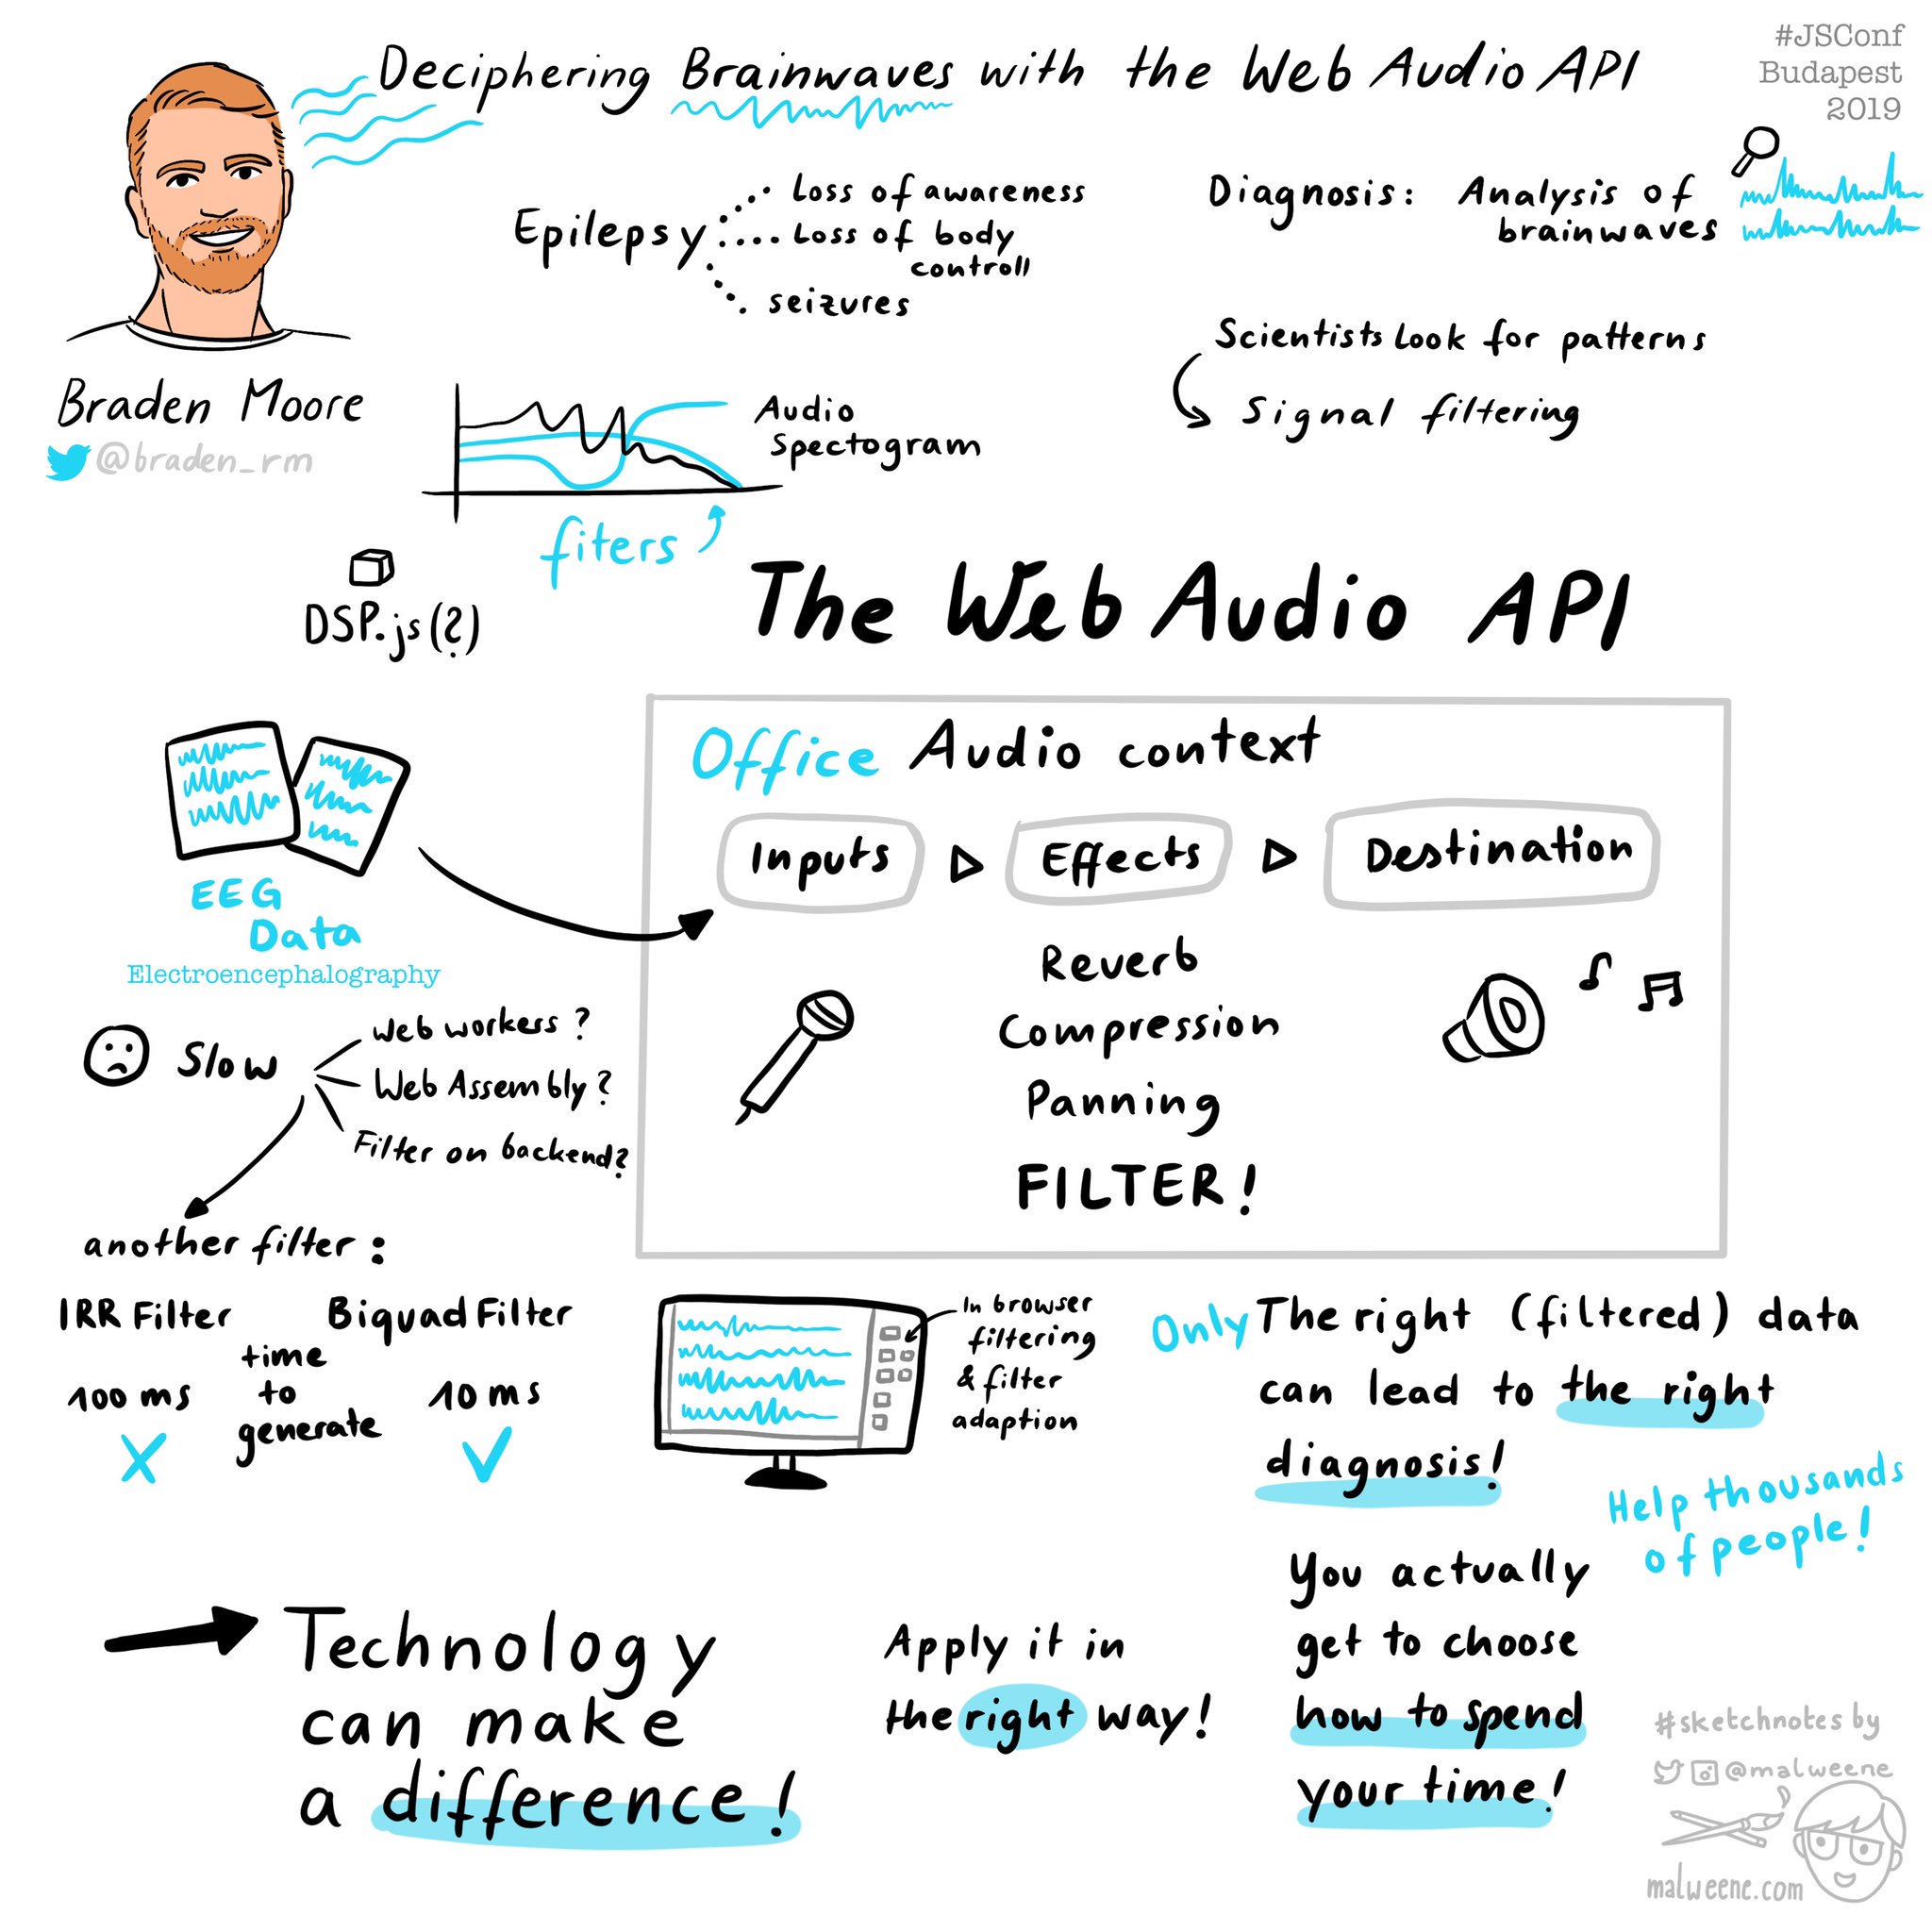 Deciphering Brainwaves with the Web Audio API
#JSConf
Budapest
2019
Braden Moore
@braden_rm
Epilepsy
Loss of awareness
Loss of body
controll
seizures
Diagnosis: Analysis of
brainwaves
Scientists look for patterns
Signal filtering
Audio
Spectogram
fiters
DSP.js(?)
The Web Audio API
EEG
Data
Electroencephalography
Office Audio context
Inputs
Effects
Destination
Reverb
Compression
Panning
FILTER!
Slow
Web workers?
Web Assembly?
Filter on backend?
another filter:
IRR Filter
Biquad Filter
time
to
generate
100 ms
10 ms
In browser
filtering
& filter
adaption
Only The right (filtered) data
can lead to the right
diagnosis!
Help thousands
of people!
You actually
get to choose
how to spend
your time!
Technology
can make
a difference!
Apply it in
the right way!
#sketchnotes by
@malweene
malweene.com